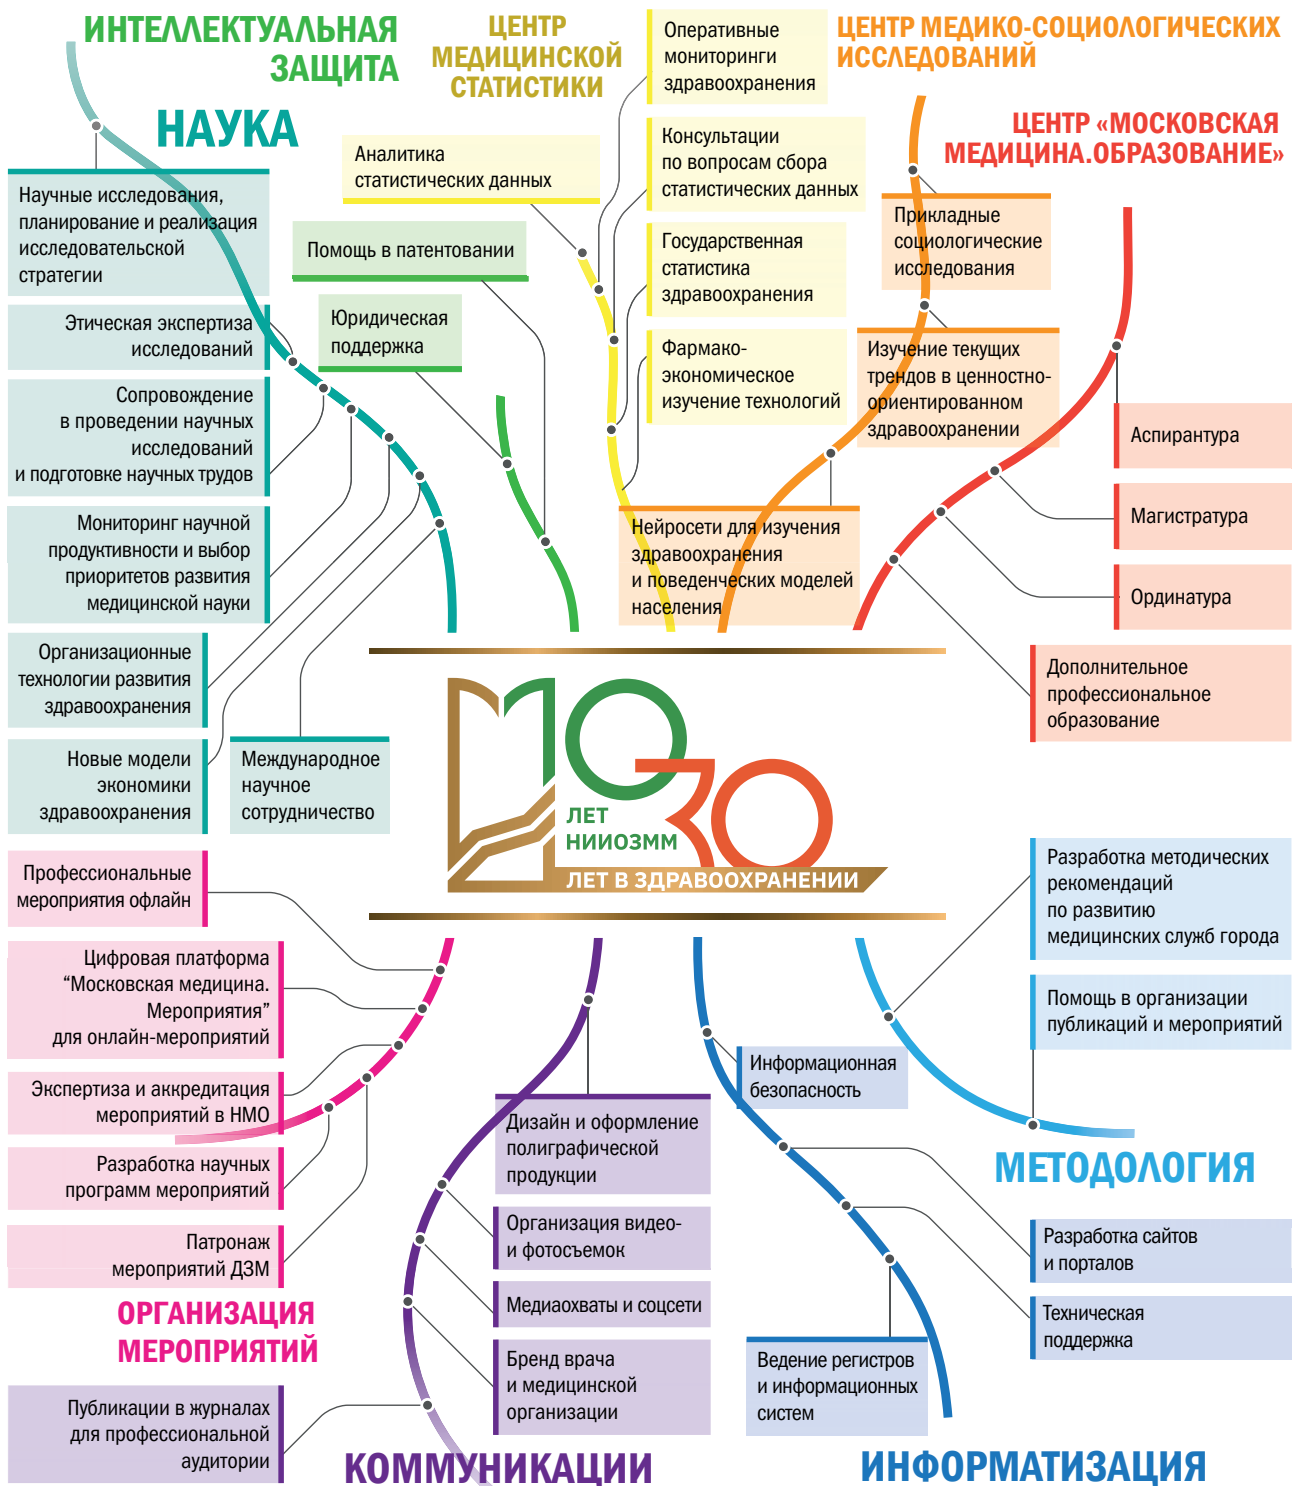 ИНТЕЛЛЕКТУАЛЬНАЯ
ЗАЩИТА
Помощь в патентовании
Юридическая
поддержка
НАУКА
Научные исследования,
планирование и реализация
исследовательской
стратегии
Этическая экспертиза
исследований
Сопровождение
в проведении научных
исследований
и подготовке научных трудов
Мониторинг научной
продуктивности и выбор
приоритетов развития
медицинской науки
Организационные
технологии развития
здравоохранения
Новые модели
экономики
здравоохранения
Международное
научное
сотрудничество
ЦЕНТР
МЕДИЦИНСКОЙ
СТАТИСТИКИ
Аналитика
статистических данных
Оперативные
мониторинги
здравоохранения
Консультации
по вопросам сбора
статистических данных
Государственная
статистика
здравоохранения
Фармако-
экономическое
изучение технологий
ЦЕНТР МЕДИКО-СОЦИОЛОГИЧЕСКИХ
ИССЛЕДОВАНИЙ
Прикладные
социологические
исследования
Изучение текущих
трендов в ценностно-
ориентированном
здравоохранении
Нейросети для изучения
здравоохранения
и поведенческих моделей
населения
ЦЕНТР «МОСКОВСКАЯ
МЕДИЦИНА.ОБРАЗОВАНИЕ»
Аспирантура
Магистратура
Ординатура
Дополнительное
профессиональное
образование
10
30
ЛЕТ
НИИОЗММ
ЛЕТ В ЗДРАВООХРАНЕНИИ
Профессиональные
мероприятия офлайн
Цифровая платформа
“Московская медицина.
Мероприятия”
для онлайн-мероприятий
Экспертиза и аккредитация
мероприятий в НМО
Разработка научных
программ мероприятий
Патронаж
мероприятий ДЗМ
ОРГАНИЗАЦИЯ
МЕРОПРИЯТИЙ
Дизайн и оформление
полиграфической
продукции
Организация видео-
и фотосъемок
Медиаохваты и соцсети
Бренд врача
и медицинской
организации
Публикации в журналах
для профессиональной
аудитории
КОММУНИКАЦИИ
Информационная
безопасность
Разработка сайтов
и порталов
Техническая
поддержка
Ведение регистров
и информационных
систем
ИНФОРМАТИЗАЦИЯ
Разработка методических
рекомендаций
по развитию
медицинских служб города
Помощь в организации
публикаций и мероприятий
МЕТОДОЛОГИЯ